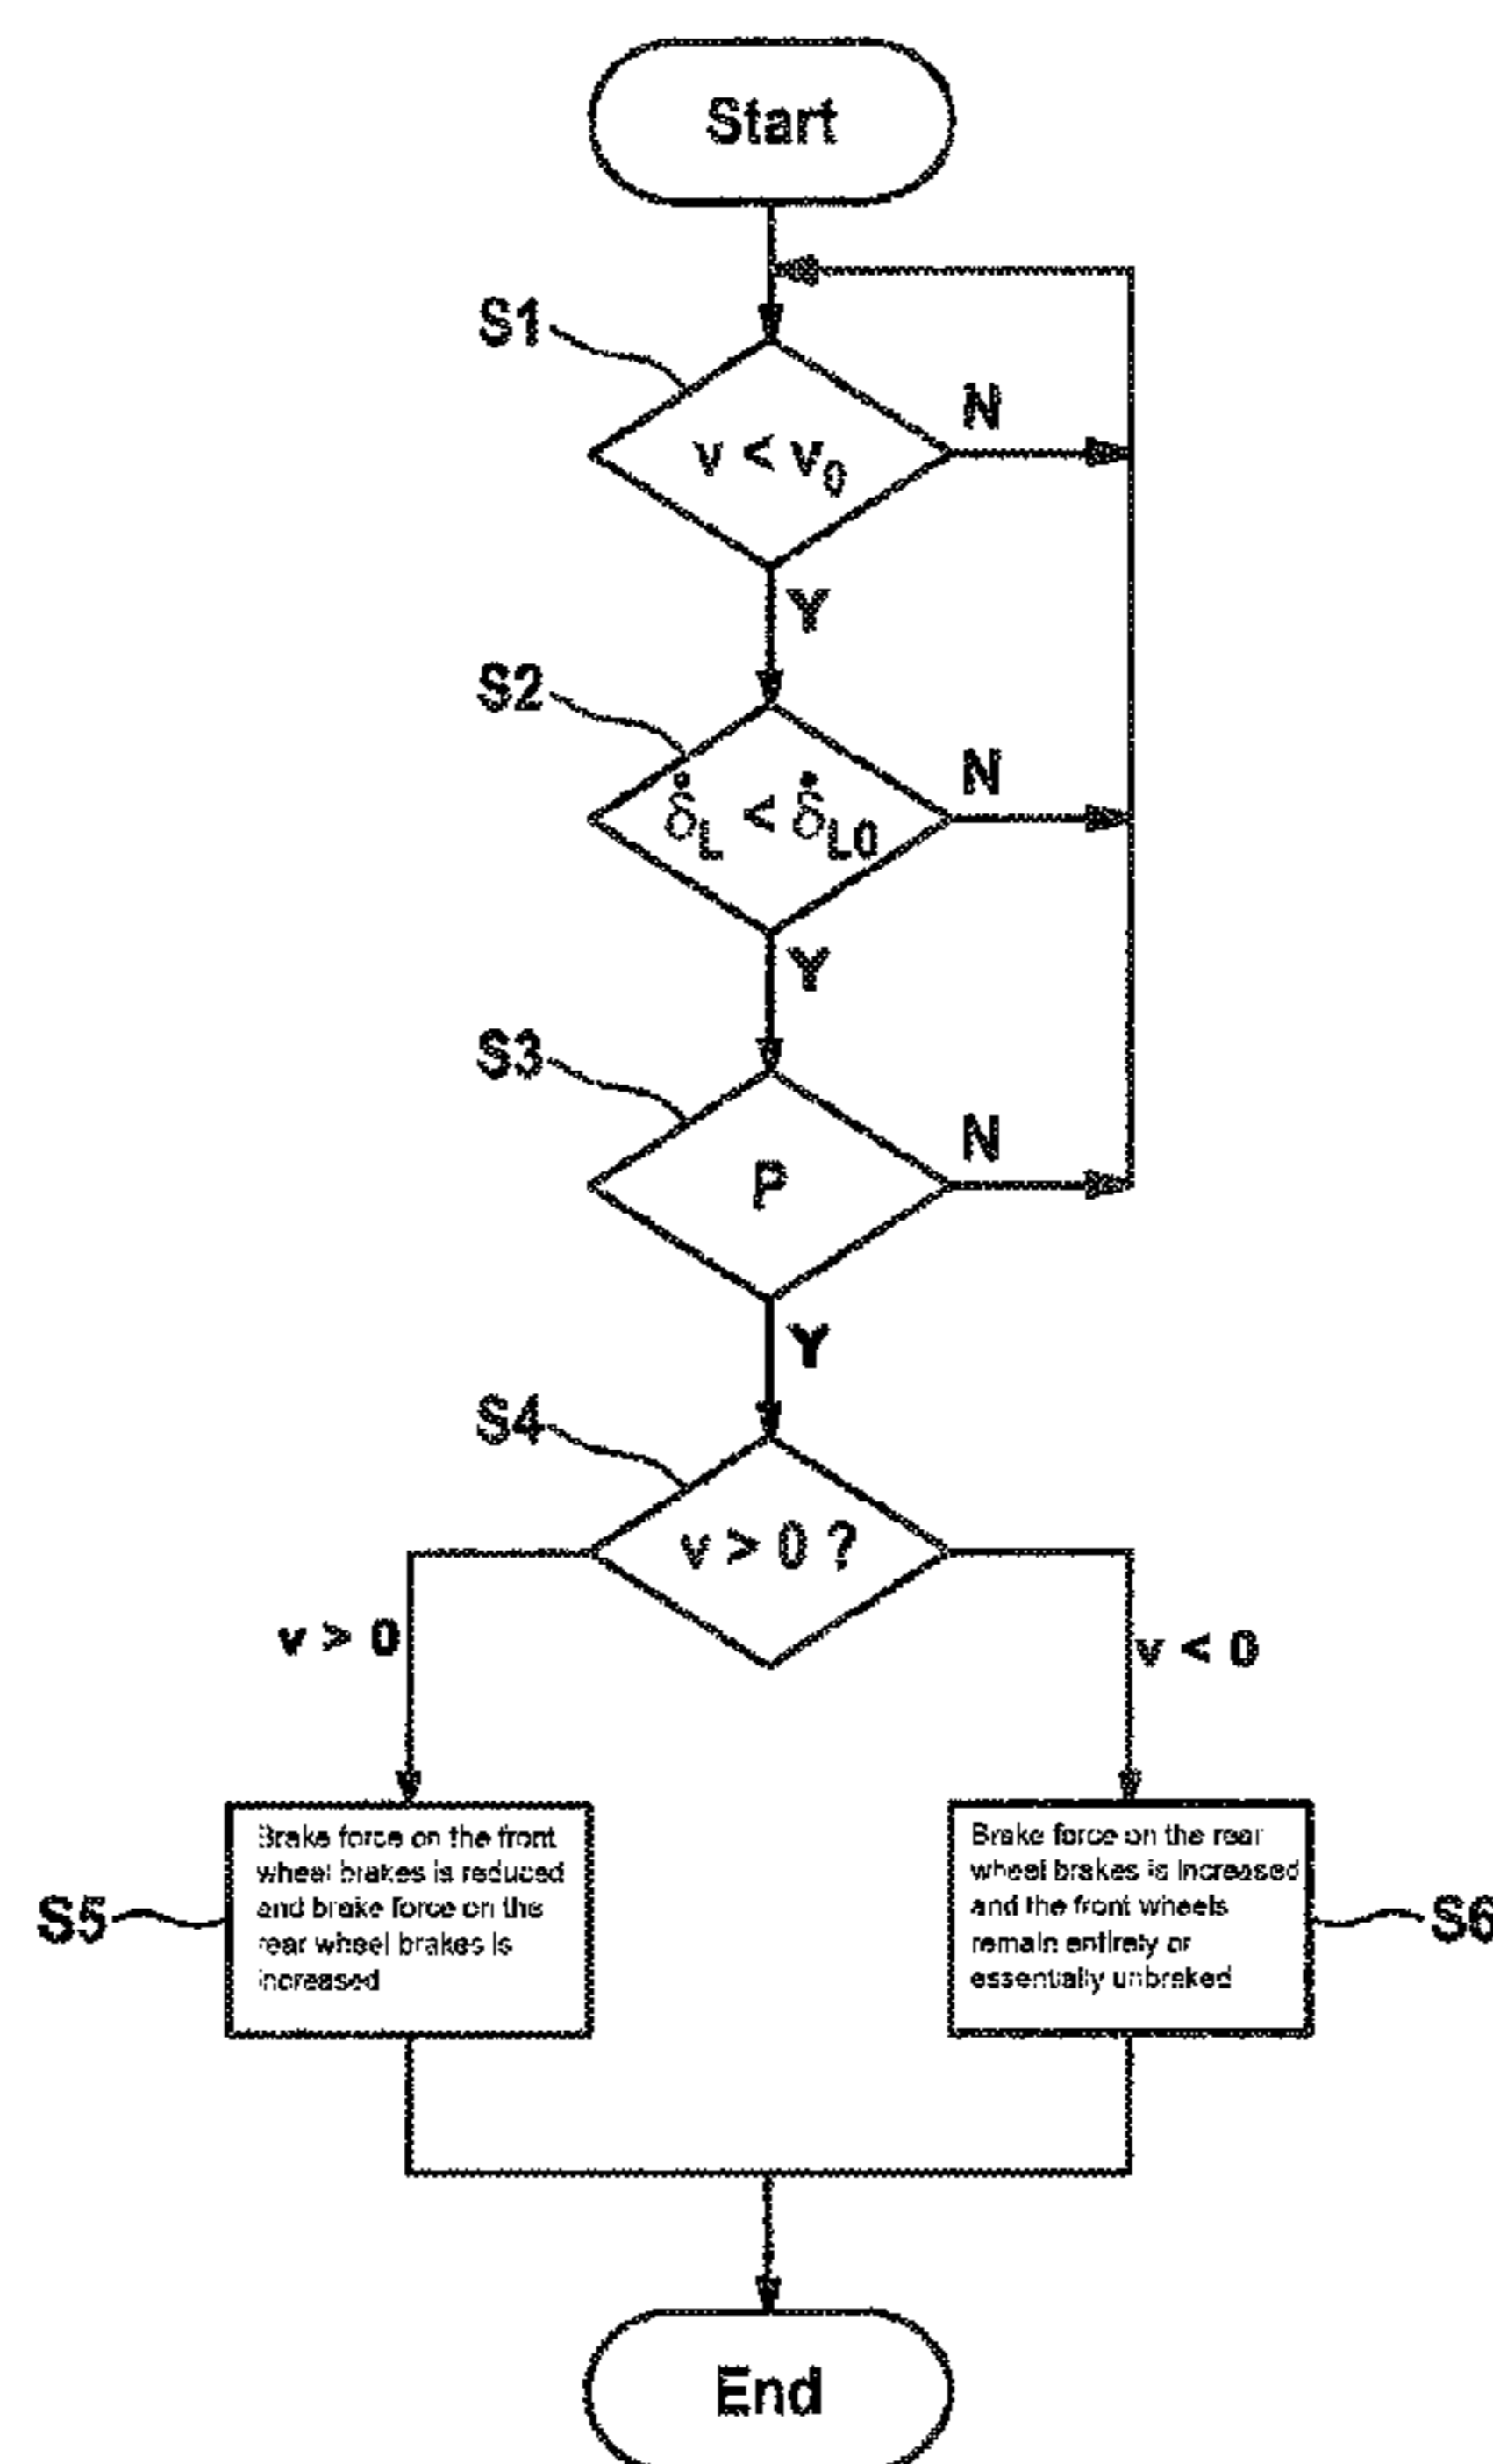 Start
S1
v < v0
N
Y
S2
δ̇L < δ̇L0
N
Y
S3
P
N
Y
S4
v > 0 ?
v > 0
v < 0
Brake force on the front
wheel brakes is reduced
and brake force on the
rear wheel brakes is
increased
S5
Brake force on the rear
wheel brakes is increased
and the front wheels
remain entirely or
essentially unbraked
S6
End